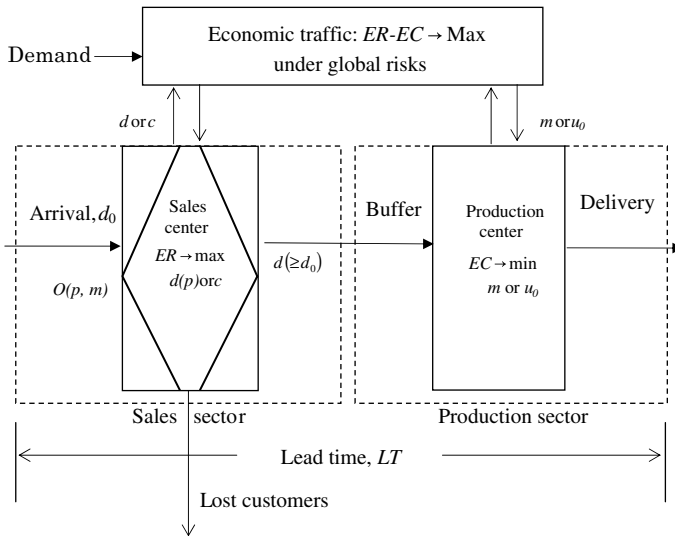 Economic traffic: ER-EC → Max
under global risks
Demand
d or c
m or u₀
Arrival, d₀
O(p, m)
Sales
center
ER → max
d(p) or c
d(≥d₀)
Buffer
Production
center
EC → min
m or u₀
Delivery
Sales sector
Production sector
Lead time, LT
Lost customers